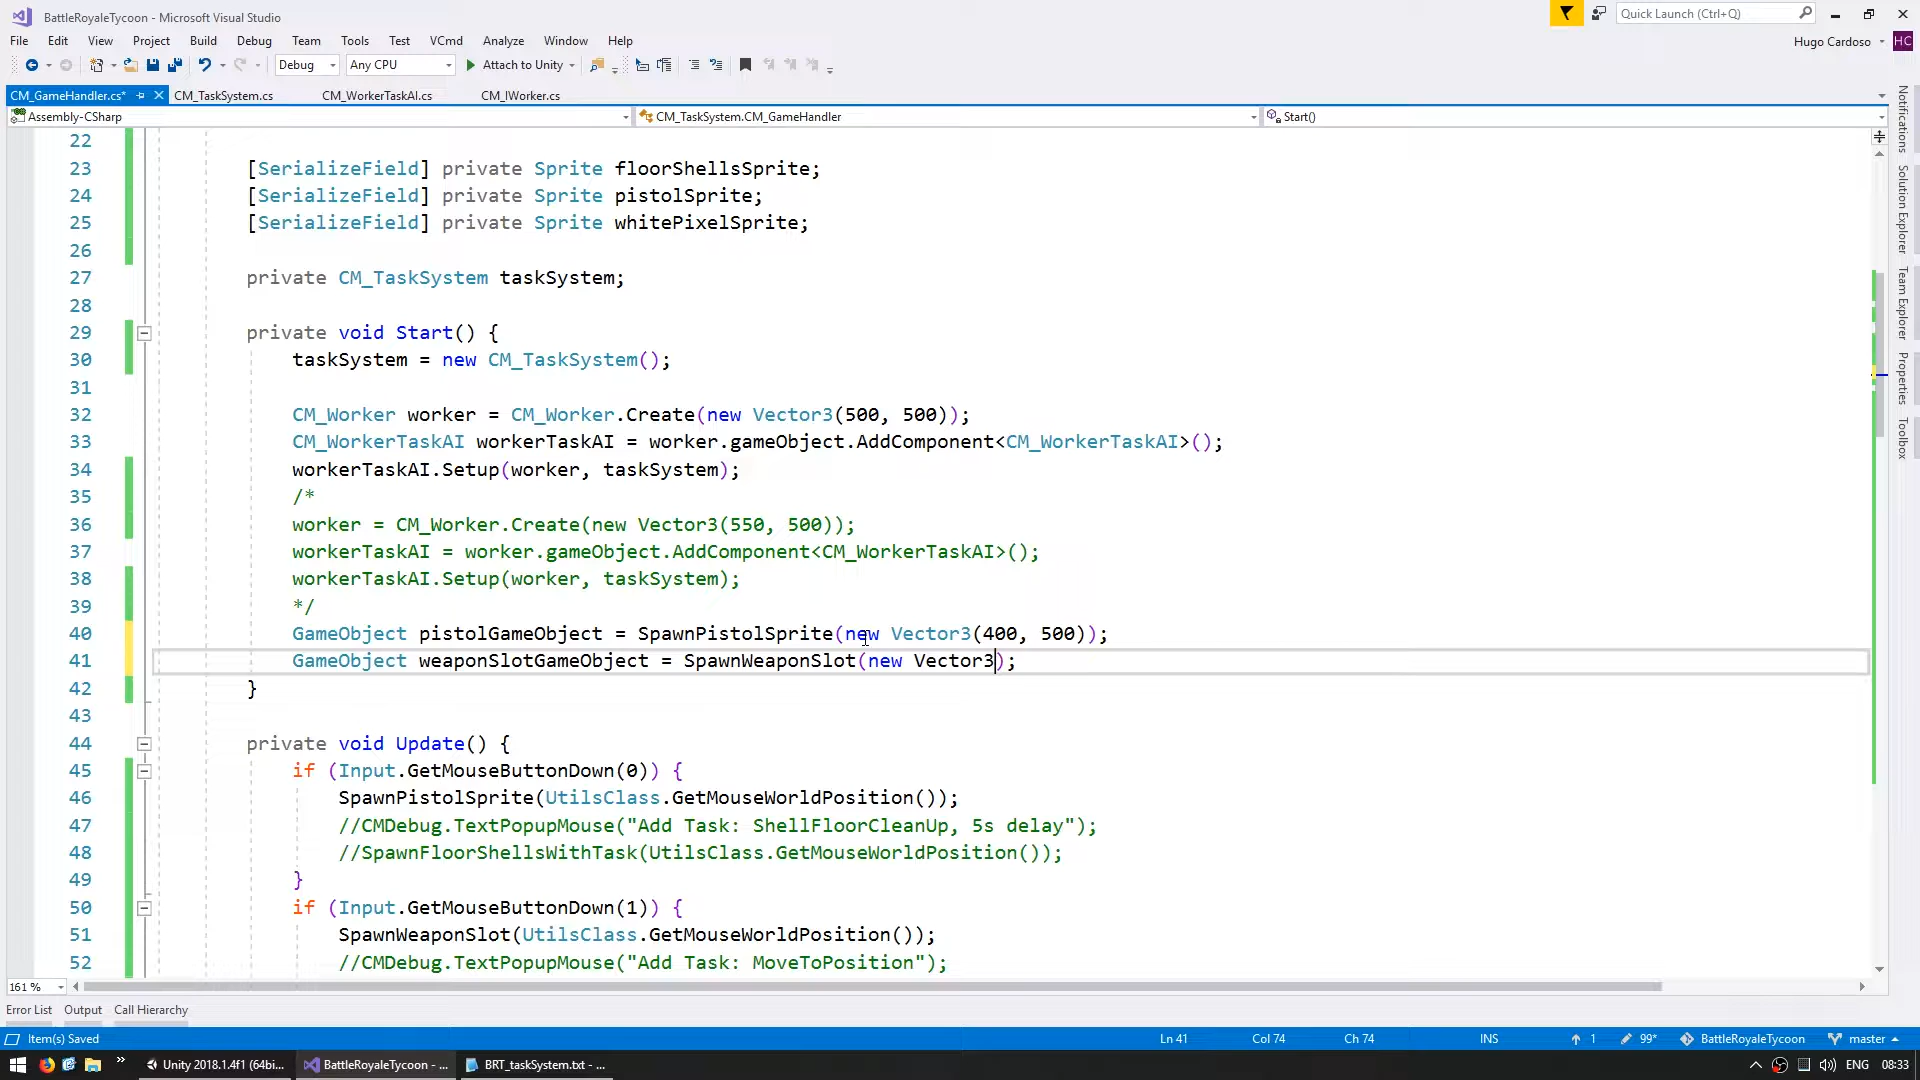 BattleRoyaleTycoon - Microsoft Visual Studio
Quick Launch (Ctrl+Q)
File Edit View Project Build Debug Team Tools Test VCmd Analyze Window Help
Hugo Cardoso HC
Debug Any CPU Attach to Unity
CM_GameHandler.cs* CM_TaskSystem.cs CM_WorkerTaskAI.cs CM_IWorker.cs
Assembly-CSharp CM_TaskSystem.CM_GameHandler Start()
22
23 [SerializeField] private Sprite floorShellsSprite;
24 [SerializeField] private Sprite pistolSprite;
25 [SerializeField] private Sprite whitePixelSprite;
26
27 private CM_TaskSystem taskSystem;
28
29 private void Start() {
30 taskSystem = new CM_TaskSystem();
31
32 CM_Worker worker = CM_Worker.Create(new Vector3(500, 500));
33 CM_WorkerTaskAI workerTaskAI = worker.gameObject.AddComponent<CM_WorkerTaskAI>();
34 workerTaskAI.Setup(worker, taskSystem);
35 /*
36 worker = CM_Worker.Create(new Vector3(550, 500));
37 workerTaskAI = worker.gameObject.AddComponent<CM_WorkerTaskAI>();
38 workerTaskAI.Setup(worker, taskSystem);
39 */
40 GameObject pistolGameObject = SpawnPistolSprite(new Vector3(400, 500));
41 GameObject weaponSlotGameObject = SpawnWeaponSlot(new Vector3);
42 }
43
44 private void Update() {
45 if (Input.GetMouseButtonDown(0)) {
46 SpawnPistolSprite(UtilsClass.GetMouseWorldPosition());
47 //CMDebug.TextPopupMouse("Add Task: ShellFloorCleanUp, 5s delay");
48 //SpawnFloorShellsWithTask(UtilsClass.GetMouseWorldPosition());
49 }
50 if (Input.GetMouseButtonDown(1)) {
51 SpawnWeaponSlot(UtilsClass.GetMouseWorldPosition());
52 //CMDebug.TextPopupMouse("Add Task: MoveToPosition");
Notifications
Solution Explorer
Team Explorer
Properties
Toolbox
161 %
Error List Output Call Hierarchy
Item(s) Saved Ln 41 Col 74 Ch 74 INS 1 99* BattleRoyaleTycoon master
Unity 2018.1.4f1 (64bi... BattleRoyaleTycoon - ... BRT_taskSystem.txt - ... ENG 08:33